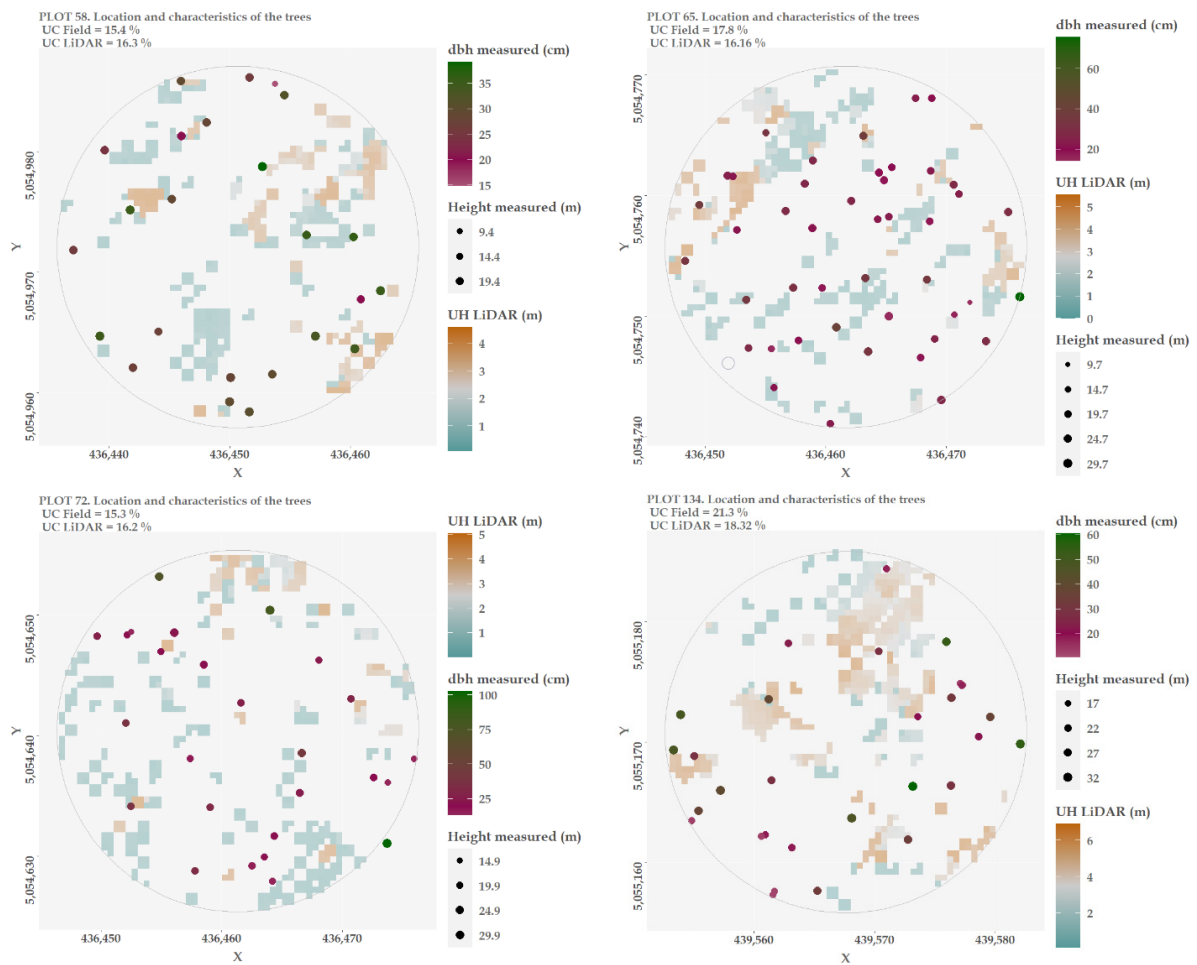 PLOT 58. Location and characteristics of the trees
UC Field = 15.4 %
UC LiDAR = 16.3 %
5,054,980
5,054,970
5,054,960
Y
436,440 436,450 436,460
X
dbh measured (cm)
35
30
25
20
15
Height measured (m)
9.4
14.4
19.4
UH LiDAR (m)
4
3
2
1
PLOT 65. Location and characteristics of the trees
UC Field = 17.8 %
UC LiDAR = 16.16 %
5,054,770
5,054,760
5,054,750
5,054,740
Y
436,450 436,460 436,470
X
dbh measured (cm)
60
40
20
UH LiDAR (m)
5
4
3
2
1
0
Height measured (m)
9.7
14.7
19.7
24.7
29.7
PLOT 72. Location and characteristics of the trees
UC Field = 15.3 %
UC LiDAR = 16.2 %
5,054,650
5,054,640
5,054,630
Y
436,450 436,460 436,470
X
UH LiDAR (m)
5
4
3
2
1
dbh measured (cm)
100
75
50
25
Height measured (m)
14.9
19.9
24.9
29.9
PLOT 134. Location and characteristics of the trees
UC Field = 21.3 %
UC LiDAR = 18.32 %
5,055,180
5,055,170
5,055,160
Y
439,560 439,570 439,580
X
dbh measured (cm)
60
50
40
30
20
Height measured (m)
17
22
27
32
UH LiDAR (m)
6
4
2